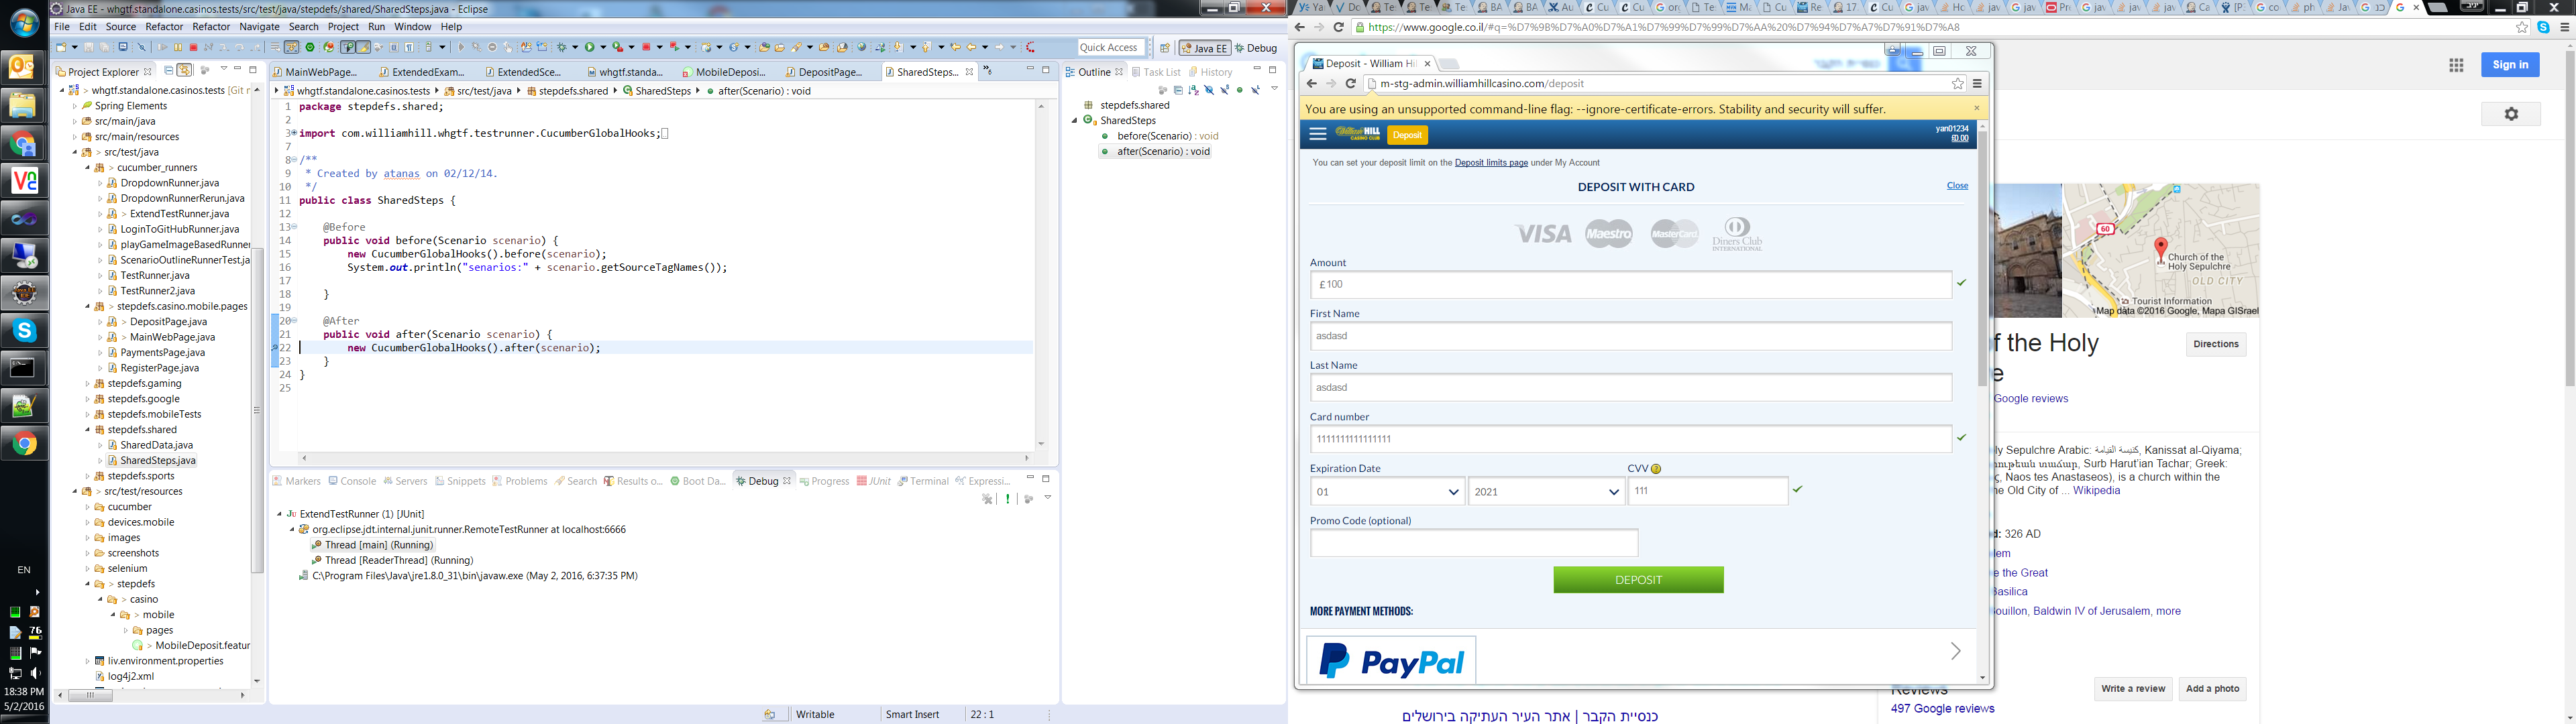 Java EE - whgtf.standalone.casinos.tests/src/test/java/stepdefs/shared/SharedSteps.java - Eclipse
File Edit Source Refactor Refactor Navigate Search Project Run Window Help
Quick Access
Java EE
Debug
Project Explorer
> whgtf.standalone.casinos.tests [Git r
Spring Elements
> src/main/java
src/main/resources
> src/test/java
> cucumber_runners
DropdownRunner.java
DropdownRunnerRerun.java
> ExtendTestRunner.java
LoginToGitHubRunner.java
playGameImageBasedRunner
ScenarioOutlineRunnerTest.ja
TestRunner.java
TestRunner2.java
> stepdefs.casino.mobile.pages
> DepositPage.java
> MainWebPage.java
PaymentsPage.java
RegisterPage.java
stepdefs.gaming
stepdefs.google
stepdefs.mobileTests
stepdefs.shared
SharedData.java
SharedSteps.java
stepdefs.sports
> src/test/resources
cucumber
devices.mobile
images
screenshots
selenium
> stepdefs
> casino
> mobile
pages
> MobileDeposit.featur
liv.environment.properties
log4j2.xml
EN
76
18:38 PM
5/2/2016
MainWebPage...
ExtendedExam...
ExtendedSce...
whgtf.standa...
MobileDeposi...
DepositPage...
SharedSteps...
whgtf.standalone.casinos.tests
src/test/java
stepdefs.shared
SharedSteps
after(Scenario) : void
1 package stepdefs.shared;
2
3 import com.williamhill.whgtf.testrunner.CucumberGlobalHooks;
7
8 /**
9 * Created by atanas on 02/12/14.
10 */
11 public class SharedSteps {
12
13 @Before
14 public void before(Scenario scenario) {
15 new CucumberGlobalHooks().before(scenario);
16 System.out.println("senarios:" + scenario.getSourceTagNames());
17
18 }
19
20 @After
21 public void after(Scenario scenario) {
22 new CucumberGlobalHooks().after(scenario);
23 }
24 }
25
Outline
Task List
History
stepdefs.shared
SharedSteps
before(Scenario) : void
after(Scenario) : void
Markers Console Servers Snippets Problems Search Results o... Boot Da... Debug Progress JUnit Terminal Expressi...
ExtendTestRunner (1) [JUnit]
org.eclipse.jdt.internal.junit.runner.RemoteTestRunner at localhost:6666
Thread [main] (Running)
Thread [ReaderThread] (Running)
C:\Program Files\Java\jre1.8.0_31\bin\javaw.exe (May 2, 2016, 6:37:35 PM)
Writable
Smart Insert
22 : 1
https://www.google.co.il/#q=%D7%9B%D7%A0%D7%A1%D7%99%D7%99%D7%AA%20%D7%94%D7%A7%D7%91%D7%A8
Deposit - William Hi
m-stg-admin.williamhillcasino.com/deposit
You are using an unsupported command-line flag: --ignore-certificate-errors. Stability and security will suffer.
William HILL
CASINO CLUB
Deposit
yan01234
£0.00
You can set your deposit limit on the Deposit limits page under My Account
DEPOSIT WITH CARD
Close
VISA
Maestro
MasterCard
Diners Club
INTERNATIONAL
Amount
£100
First Name
asdasd
Last Name
asdasd
Card number
1111111111111111
Expiration Date
CVV
01
2021
111
Promo Code (optional)
DEPOSIT
MORE PAYMENT METHODS:
PayPal
Sign in
60
Church of the
Holy Sepulchre
OLD CITY
Tourist Information
Map data ©2016 Google, Mapa GISrael
f the Holy
e
Directions
Google reviews
ly Sepulchre Arabic: كنيسة القيامة, Kanissat al-Qiyama;
Surb Harut'ian Tachar; Greek:
Naos tes Anastaseos), is a church within the
he Old City of ... Wikipedia
d: 326 AD
lem
e the Great
Basilica
ouillon, Baldwin IV of Jerusalem, more
Reviews
Write a review
Add a photo
497 Google reviews
כנסיית הקבר | אתר העיר העתיקה בירושלים